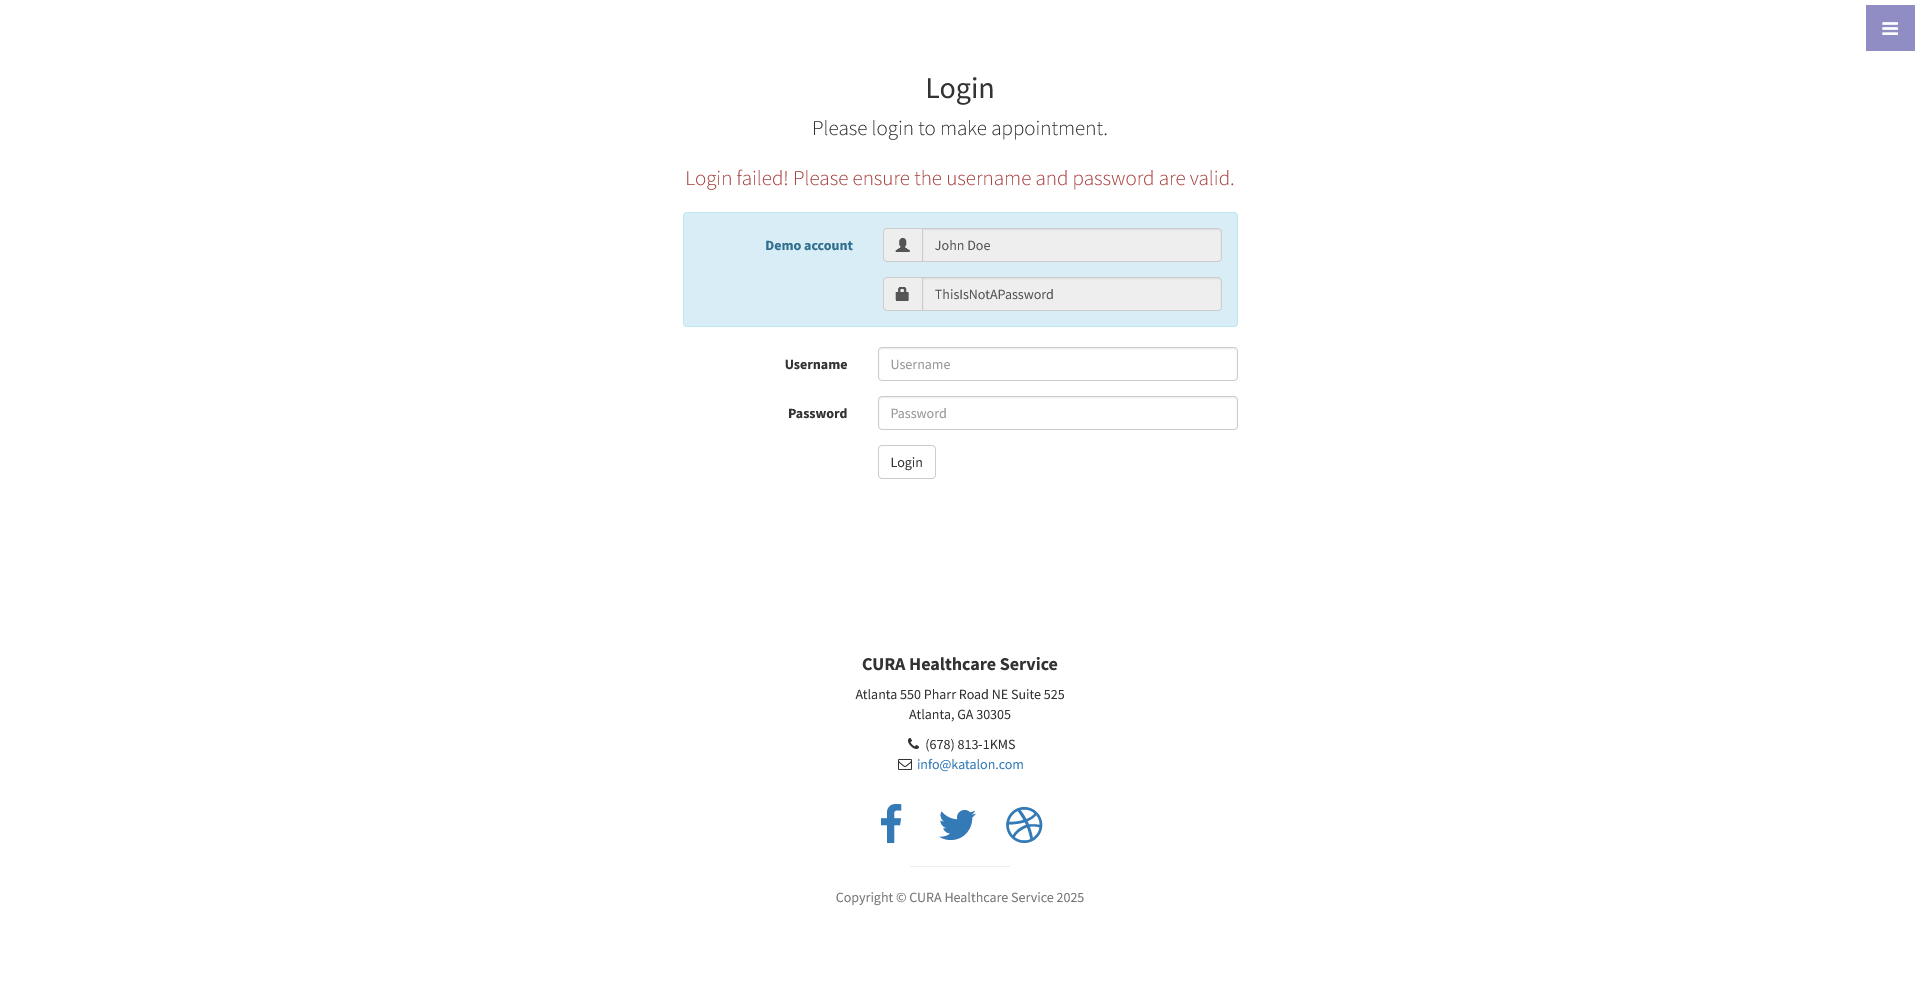 Login
Please login to make appointment.
Login failed! Please ensure the username and password are valid.
Demo account
John Doe
ThisIsNotAPassword
Username
Username
Password
Password
Login
CURA Healthcare Service
Atlanta 550 Pharr Road NE Suite 525
Atlanta, GA 30305
(678) 813-1KMS
info@katalon.com
Copyright © CURA Healthcare Service 2025